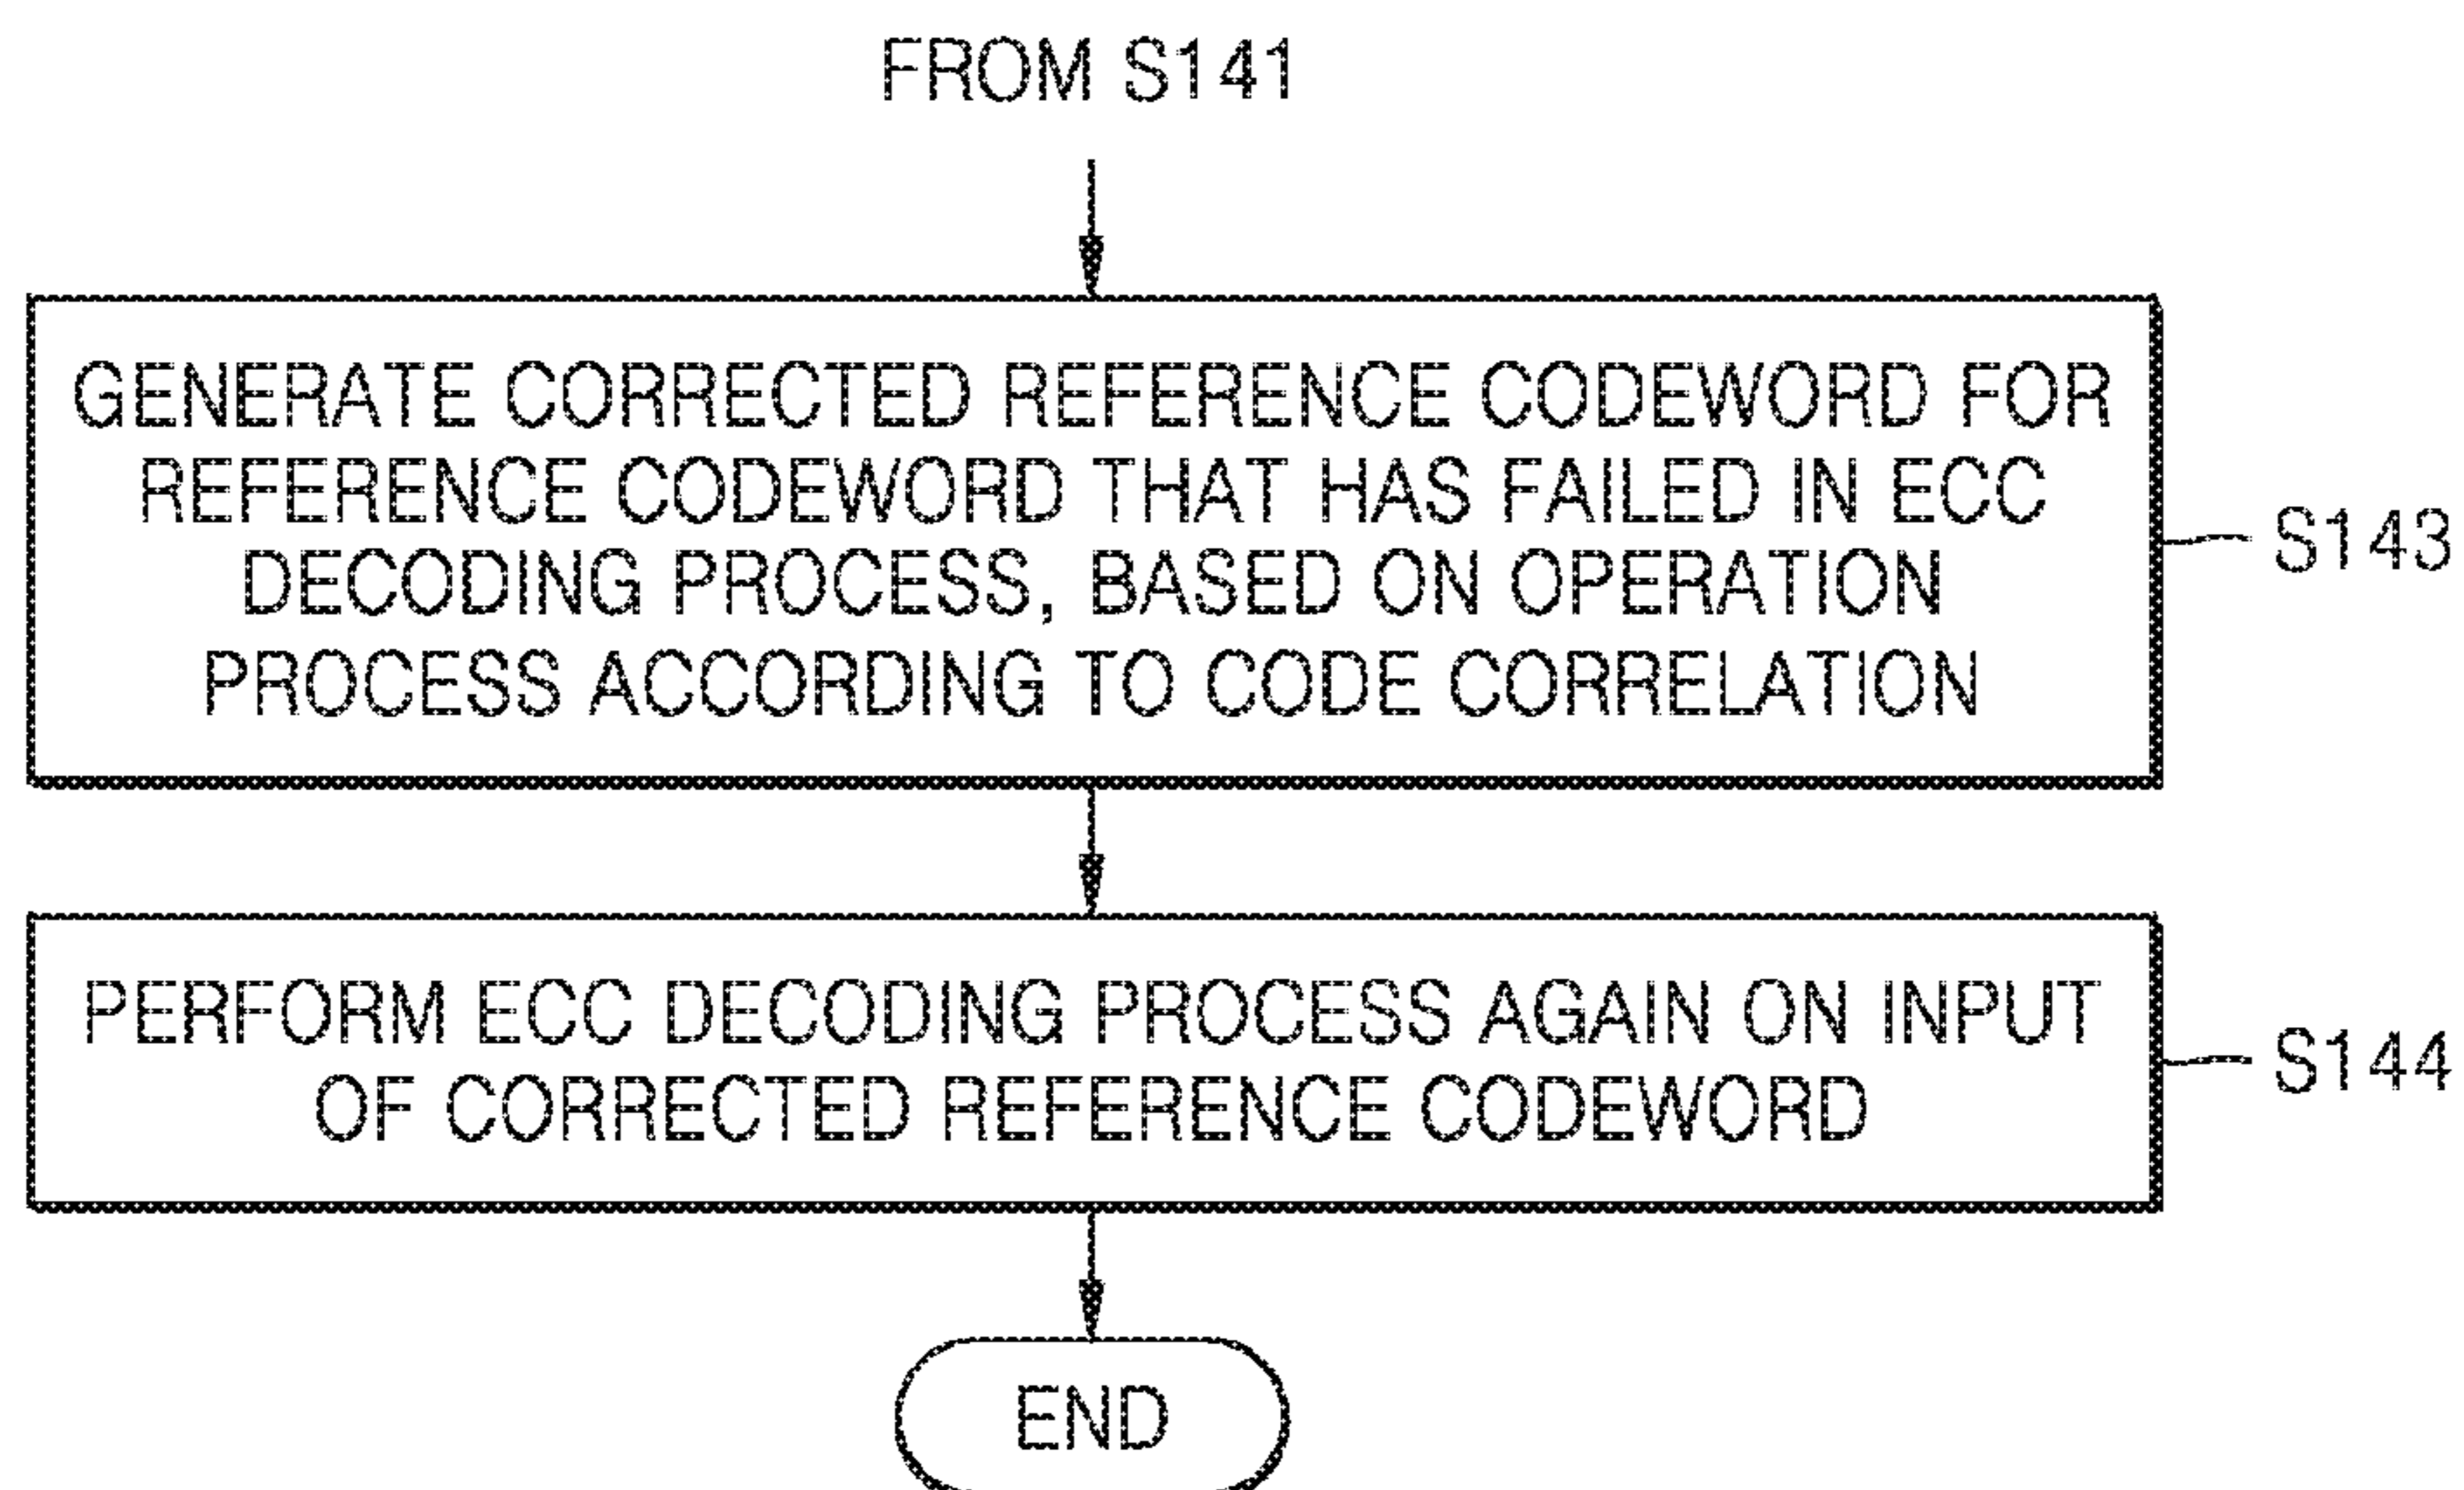 FROM S141
GENERATE CORRECTED REFERENCE CODEWORD FOR
REFERENCE CODEWORD THAT HAS FAILED IN ECC
DECODING PROCESS, BASED ON OPERATION
PROCESS ACCORDING TO CODE CORRELATION
S143
PERFORM ECC DECODING PROCESS AGAIN ON INPUT
OF CORRECTED REFERENCE CODEWORD
S144
END